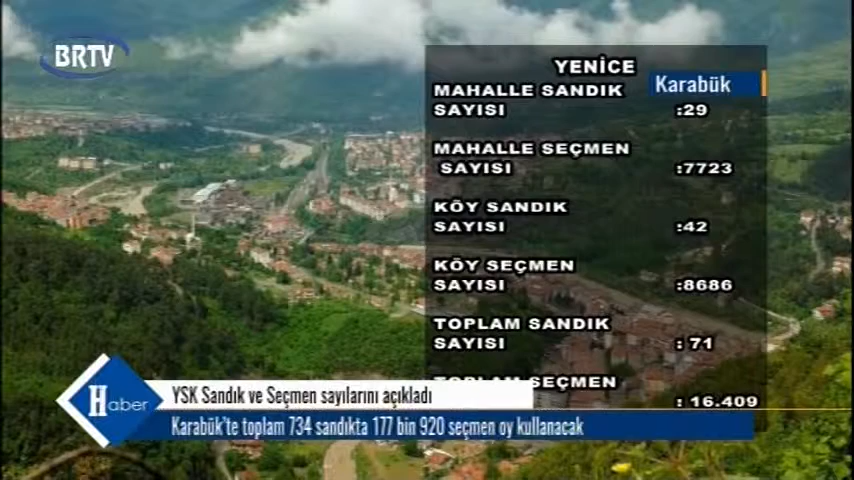 BRTV
YENİCE
Karabük
MAHALLE SANDIK
SAYISI :29
MAHALLE SEÇMEN
SAYISI :7723
KÖY SANDIK
SAYISI :42
KÖY SEÇMEN
SAYISI :8686
TOPLAM SANDIK
SAYISI : 71
TOPLAM SEÇMEN
: 16.409
Haber
YSK Sandık ve Seçmen sayılarını açıkladı
Karabük'te toplam 734 sandıkta 177 bin 920 seçmen oy kullanacak